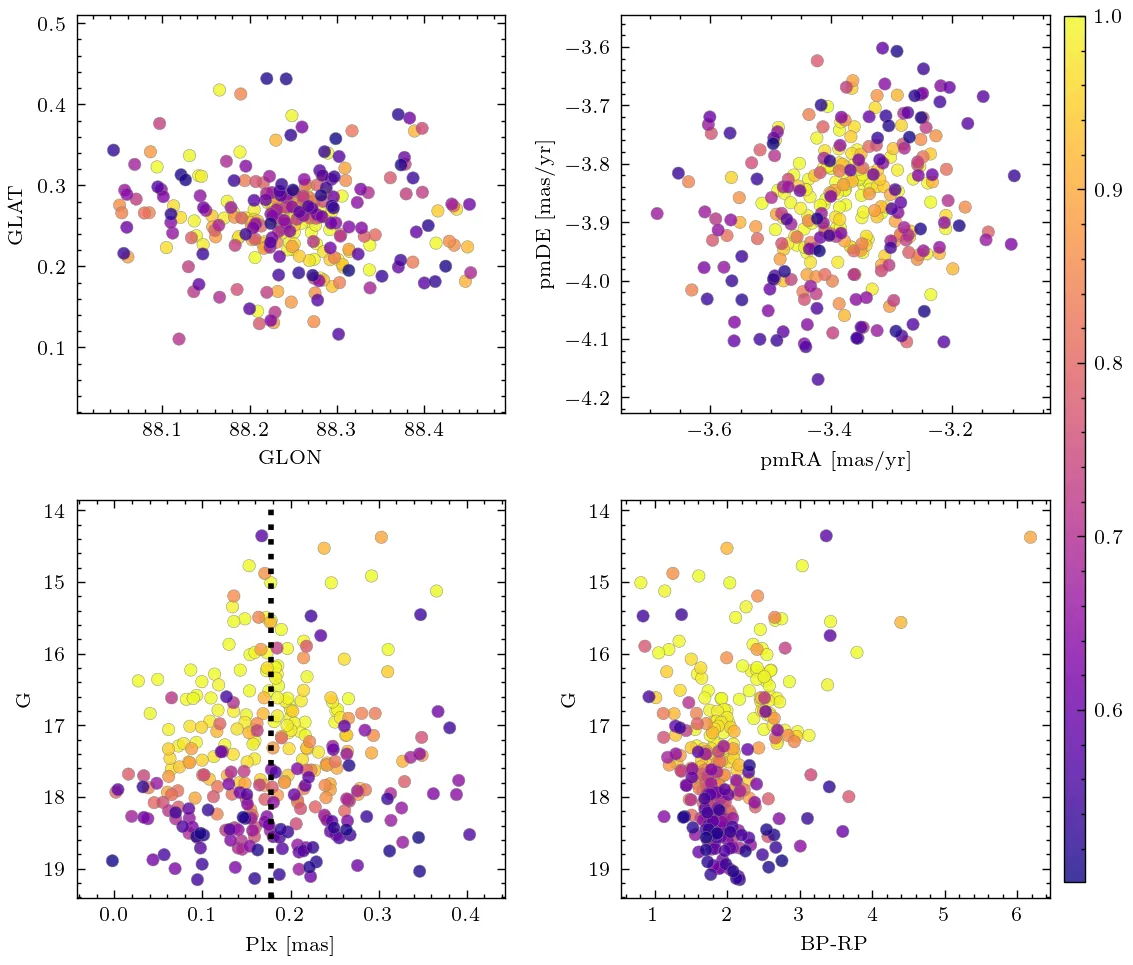 0.5
0.4
0.3
0.2
0.1
GLAT
88.1 88.2 88.3 88.4
GLON
−3.6
−3.7
−3.8
−3.9
−4.0
−4.1
−4.2
pmDE [mas/yr]
−3.6 −3.4 −3.2
pmRA [mas/yr]
1.0
0.9
0.8
0.7
0.6
14
15
16
17
18
19
G
0.0 0.1 0.2 0.3 0.4
Plx [mas]
14
15
16
17
18
19
G
1 2 3 4 5 6
BP-RP